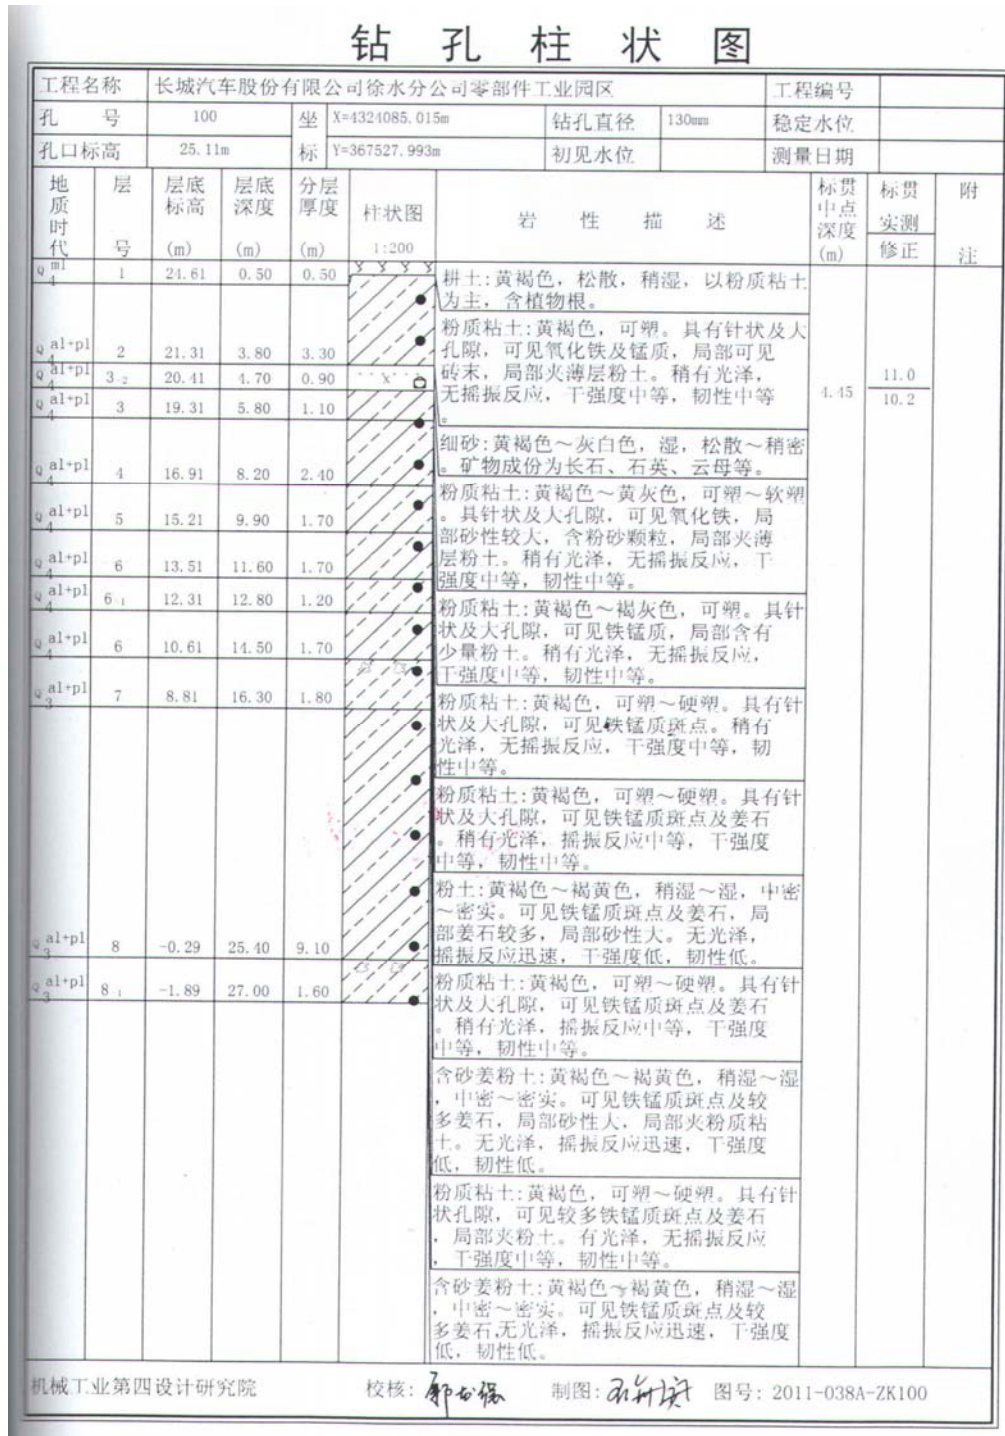 钻孔柱状图
工程名称 长城汽车股份有限公司徐水分公司零部件工业园区 工程编号
孔号 100 坐 X=4324085.015m 钻孔直径 130mm 稳定水位
孔口标高 25.11m 标 Y=367527.993m 初见水位 测量日期
地质时代 层号 层底标高(m) 层底深度(m) 分层厚度(m) 柱状图 1:200 岩性描述 标贯中点深度(m) 标贯实测 修正 附注
Q4 ml 1 24.61 0.50 0.50
Q4 al+pl 2 21.31 3.80 3.30
Q4 al+pl 3-2 20.41 4.70 0.90
Q4 al+pl 3 19.31 5.80 1.10
Q4 al+pl 4 16.91 8.20 2.40
Q4 al+pl 5 15.21 9.90 1.70
Q4 al+pl 6 13.51 11.60 1.70
Q4 al+pl 6-1 12.31 12.80 1.20
Q4 al+pl 6 10.61 14.50 1.70
Q3 al+pl 7 8.81 16.30 1.80
Q3 al+pl 8 -0.29 25.40 9.10
Q3 al+pl 8-1 -1.89 27.00 1.60
耕土:黄褐色，松散，稍湿，以粉质粘土
为主，含植物根。
粉质粘土:黄褐色，可塑。具有针状及大
孔隙，可见氧化铁及锰质，局部可见
砖末，局部夹薄层粉土。稍有光泽，
无摇振反应，干强度中等，韧性中等
。
细砂:黄褐色～灰白色，湿，松散～稍密
。矿物成份为长石、石英、云母等。
粉质粘土:黄褐色～黄灰色，可塑～软塑
。具针状及大孔隙，可见氧化铁，局
部砂性较大，含粉砂颗粒，局部夹薄
层粉土。稍有光泽，无摇振反应，干
强度中等，韧性中等。
粉质粘土:黄褐色～褐灰色，可塑。具针
状及大孔隙，可见铁锰质，局部含有
少量粉土。稍有光泽，无摇振反应，
干强度中等，韧性中等。
粉质粘土:黄褐色，可塑～硬塑。具有针
状及大孔隙，可见铁锰质斑点。稍有
光泽，无摇振反应，干强度中等，韧
性中等。
粉质粘土:黄褐色，可塑～硬塑。具有针
状及大孔隙，可见铁锰质斑点及姜石
。稍有光泽，摇振反应中等，干强度
中等，韧性中等。
粉土:黄褐色～褐黄色，稍湿～湿，中密
～密实。可见铁锰质斑点及姜石，局
部姜石较多，局部砂性大。无光泽，
摇振反应迅速，干强度低，韧性低。
粉质粘土:黄褐色，可塑～硬塑。具有针
状及大孔隙，可见铁锰质斑点及姜石
。稍有光泽，摇振反应中等，干强度
中等，韧性中等。
含砂姜粉土:黄褐色～褐黄色，稍湿～湿
，中密～密实。可见铁锰质斑点及较
多姜石，局部砂性大，局部夹粉质粘
土。无光泽，摇振反应迅速，干强度
低，韧性低。
粉质粘土:黄褐色，可塑～硬塑。具有针
状孔隙，可见较多铁锰质斑点及姜石
，局部夹粉土。有光泽，无摇振反应
，干强度中等，韧性中等。
含砂姜粉土:黄褐色～褐黄色，稍湿～湿
，中密～密实。可见铁锰质斑点及较
多姜石,无光泽，摇振反应迅速，干强度
低，韧性低。
4.45 11.0
10.2
机械工业第四设计研究院 校核: 制图: 图号: 2011-038A-ZK100